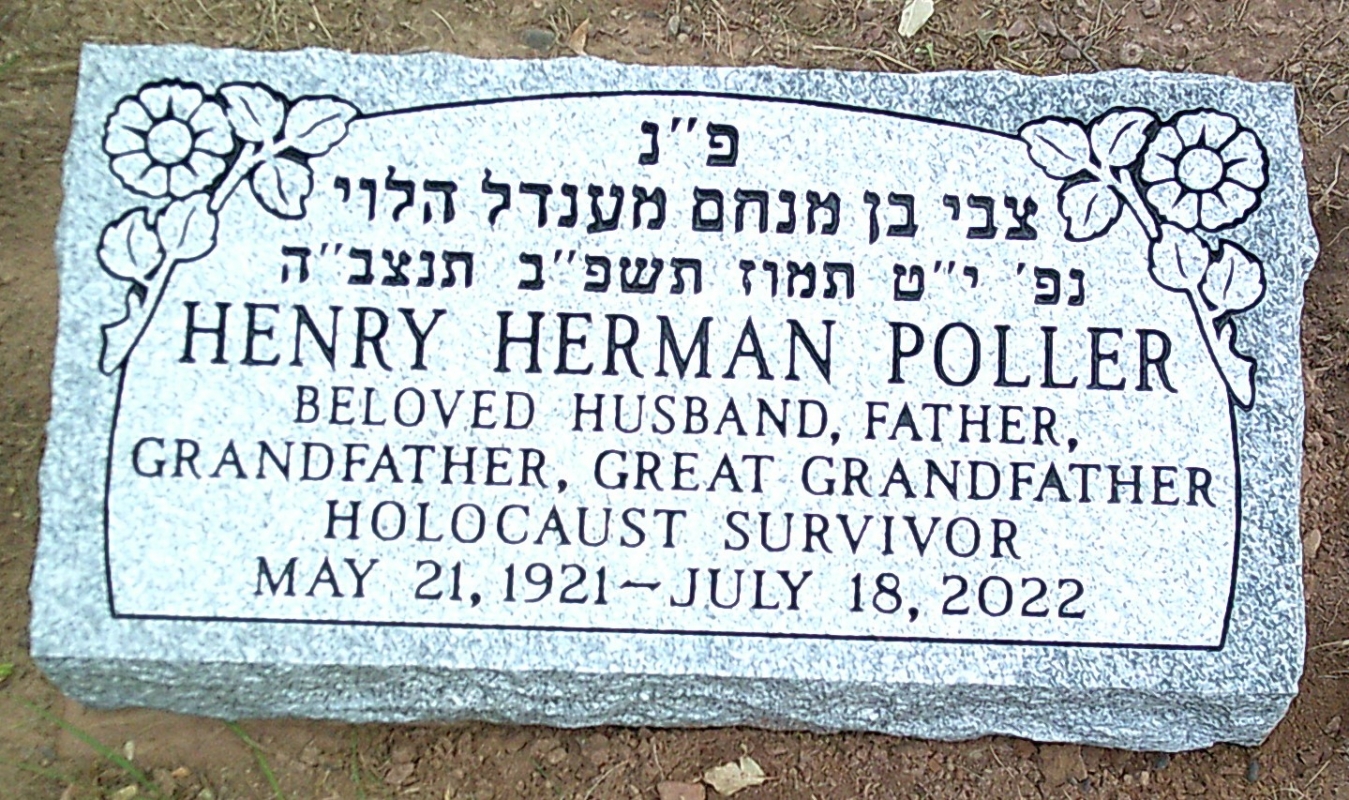 פ"נ
צבי בן מנחם מענדל הלוי
נפ' י"ט תמוז תשפ"ב תנצב"ה
HENRY HERMAN POLLER
BELOVED HUSBAND, FATHER,
GRANDFATHER, GREAT GRANDFATHER
HOLOCAUST SURVIVOR
MAY 21, 1921 – JULY 18, 2022